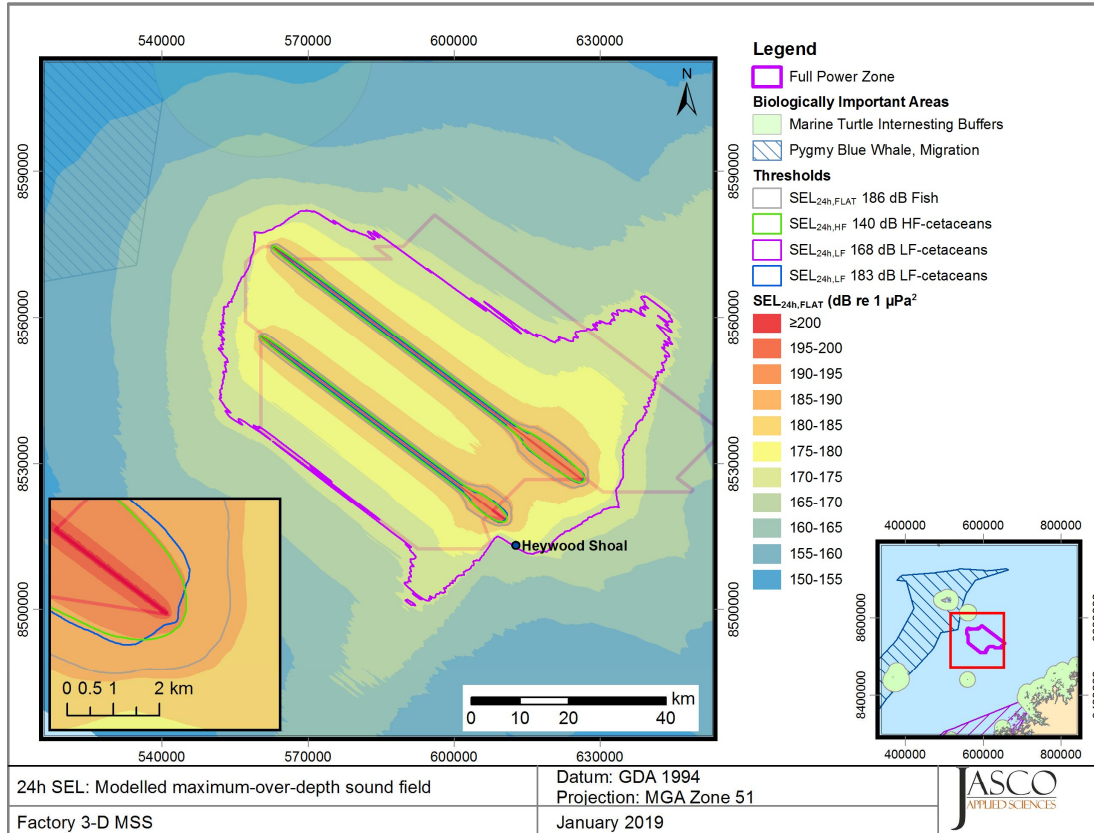 540000 570000 600000 630000
8590000
8560000
8530000
8500000
N
Heywood Shoal
0 0.5 1 2 km
km
0 10 20 40
8590000
8560000
8530000
8500000
540000 570000 600000 630000
Legend
Full Power Zone
Biologically Important Areas
Marine Turtle Internesting Buffers
Pygmy Blue Whale, Migration
Thresholds
SEL24h,FLAT 186 dB Fish
SEL24h,HF 140 dB HF-cetaceans
SEL24h,LF 168 dB LF-cetaceans
SEL24h,LF 183 dB LF-cetaceans
SEL24h,FLAT (dB re 1 µPa²
≥200
195-200
190-195
185-190
180-185
175-180
170-175
165-170
160-165
155-160
150-155
400000 600000 800000
8600000
8400000
400000 600000 800000
24h SEL: Modelled maximum-over-depth sound field
Factory 3-D MSS
Datum: GDA 1994
Projection: MGA Zone 51
January 2019
JASCO
APPLIED SCIENCES